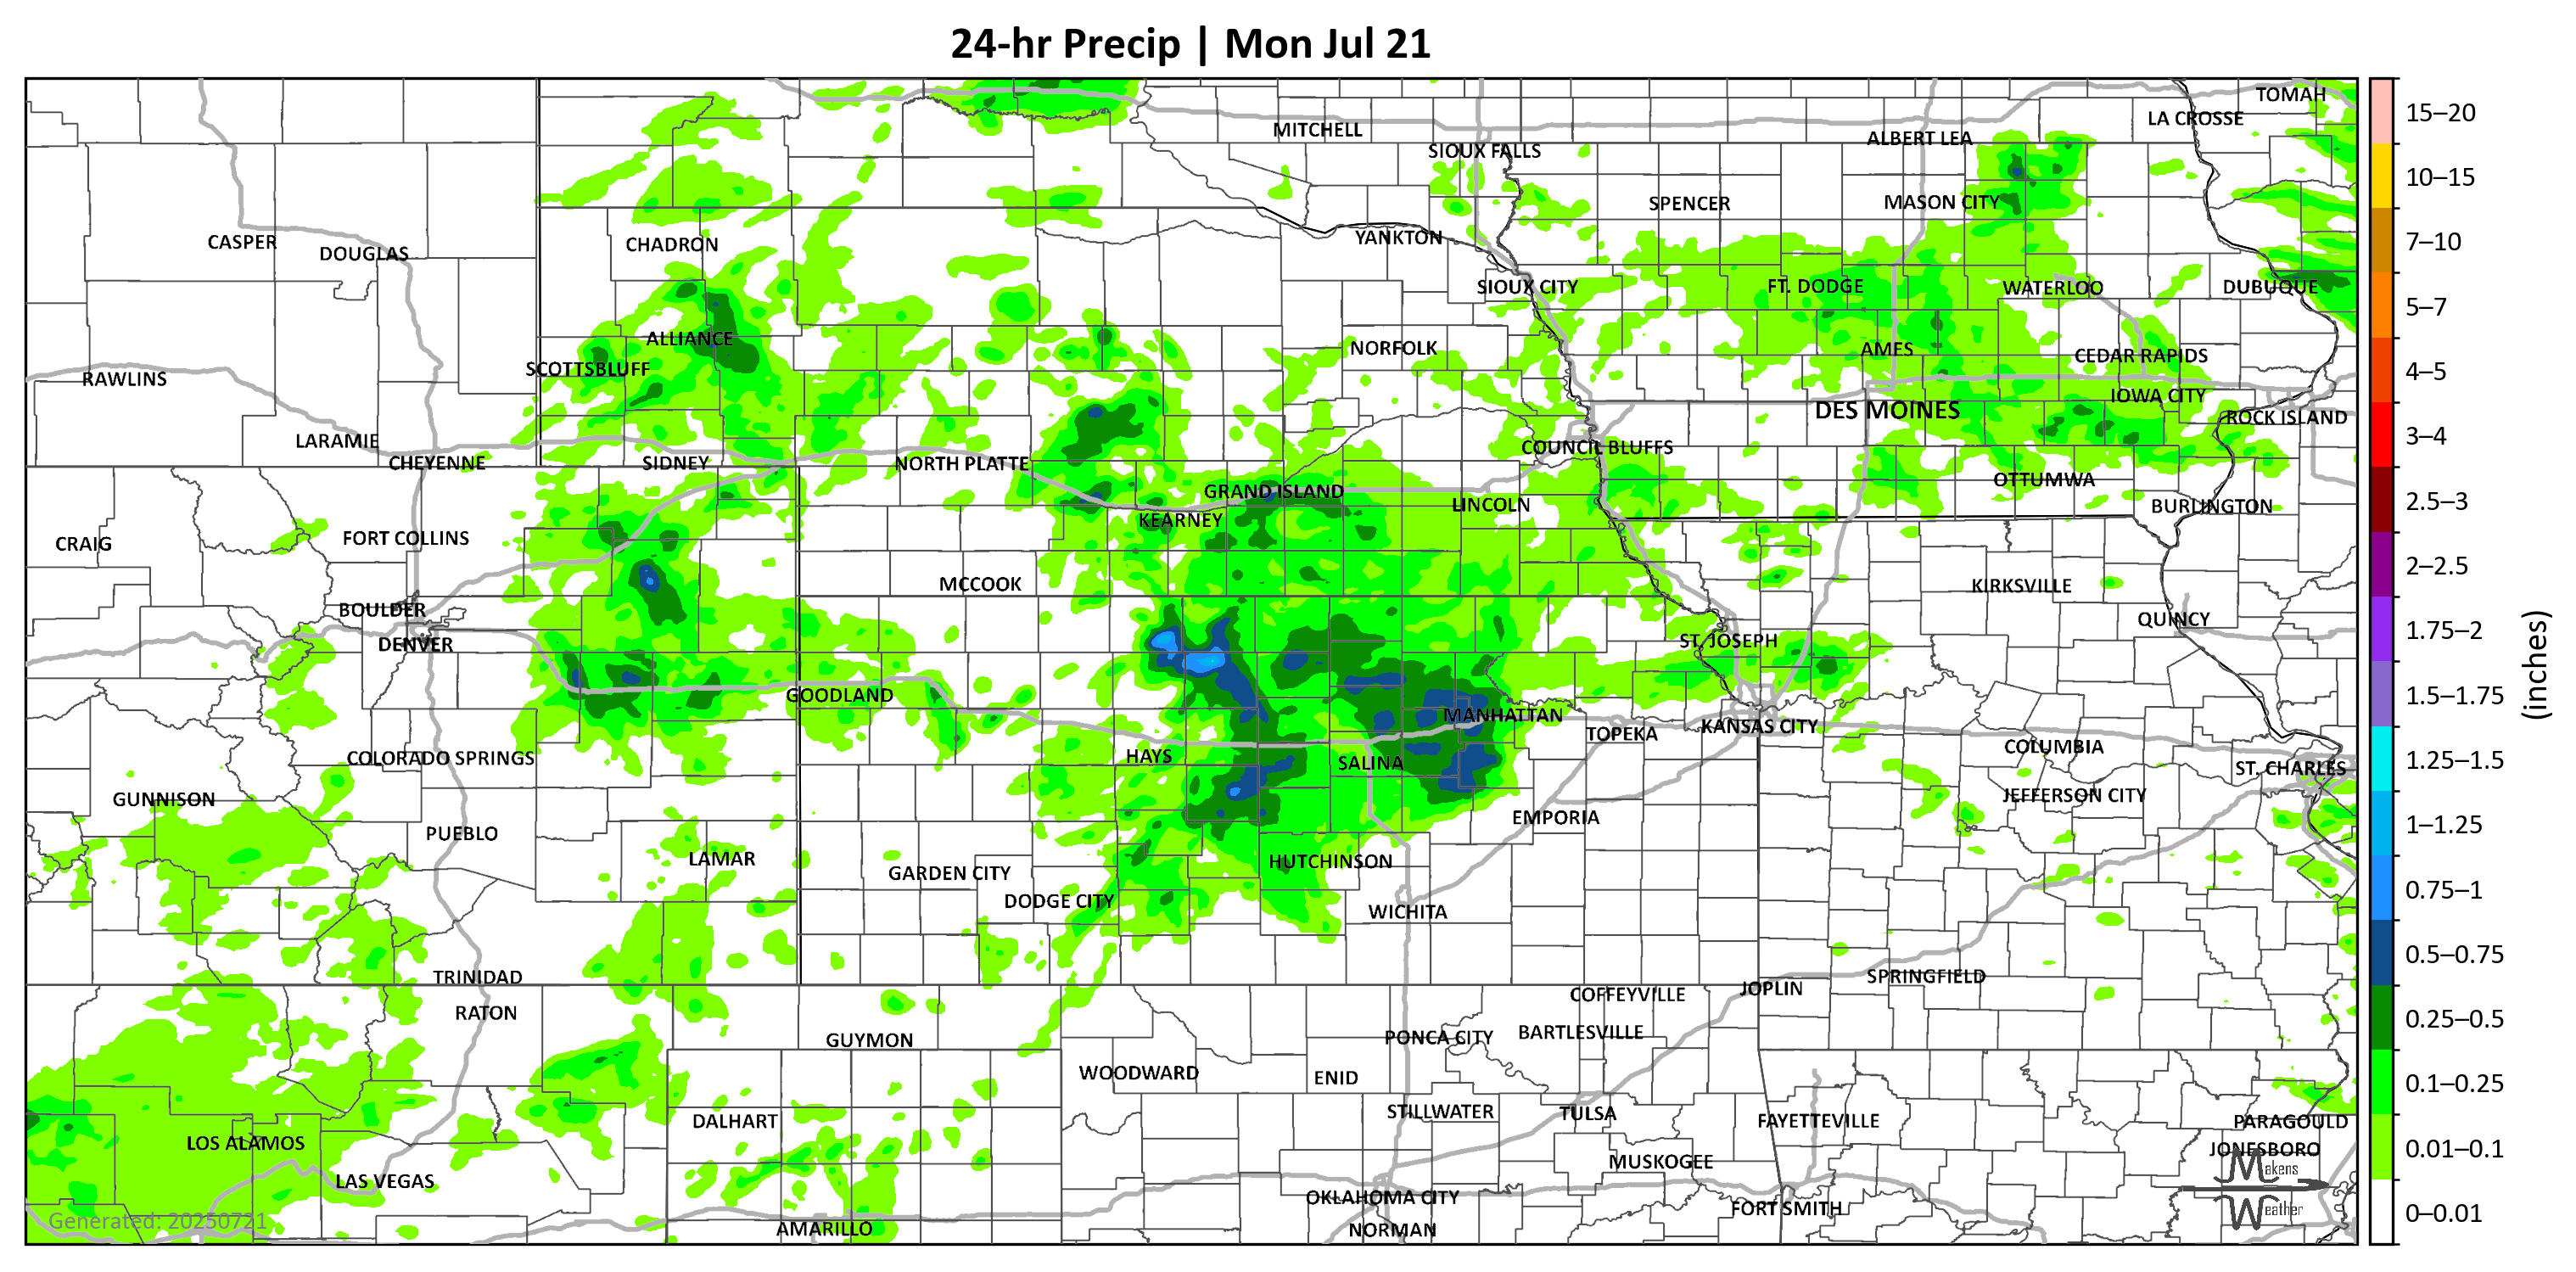 24-hr Precip | Mon Jul 21
TOMAH
LA CROSSE
MITCHELL
ALBERT LEA
SIOUX FALLS
SPENCER
MASON CITY
CASPER
DOUGLAS
CHADRON
YANKTON
SIOUX CITY
FT. DODGE
WATERLOO
DUBUQUE
ALLIANCE
NORFOLK
AMES
CEDAR RAPIDS
SCOTTSBLUFF
RAWLINS
IOWA CITY
DES MOINES
ROCK ISLAND
LARAMIE
CHEYENNE
SIDNEY
NORTH PLATTE
COUNCIL BLUFFS
GRAND ISLAND
LINCOLN
OTTUMWA
BURLINGTON
KEARNEY
CRAIG
FORT COLLINS
MCCOOK
KIRKSVILLE
BOULDER
QUINCY
DENVER
ST. JOSEPH
GOODLAND
MANHATTAN
TOPEKA
KANSAS CITY
COLORADO SPRINGS
HAYS
SALINA
COLUMBIA
ST. CHARLES
GUNNISON
JEFFERSON CITY
PUEBLO
EMPORIA
LAMAR
GARDEN CITY
HUTCHINSON
DODGE CITY
WICHITA
TRINIDAD
SPRINGFIELD
RATON
COFFEYVILLE
JOPLIN
GUYMON
PONCA CITY
BARTLESVILLE
WOODWARD
ENID
DALHART
STILLWATER
TULSA
FAYETTEVILLE
PARAGOULD
LOS ALAMOS
JONESBORO
LAS VEGAS
MUSKOGEE
OKLAHOMA CITY
FORT SMITH
AMARILLO
NORMAN
Generated: 20250721
Makens
Weather
15–20
10–15
7–10
5–7
4–5
3–4
2.5–3
2–2.5
1.75–2
1.5–1.75
1.25–1.5
1–1.25
0.75–1
0.5–0.75
0.25–0.5
0.1–0.25
0.01–0.1
0–0.01
(inches)